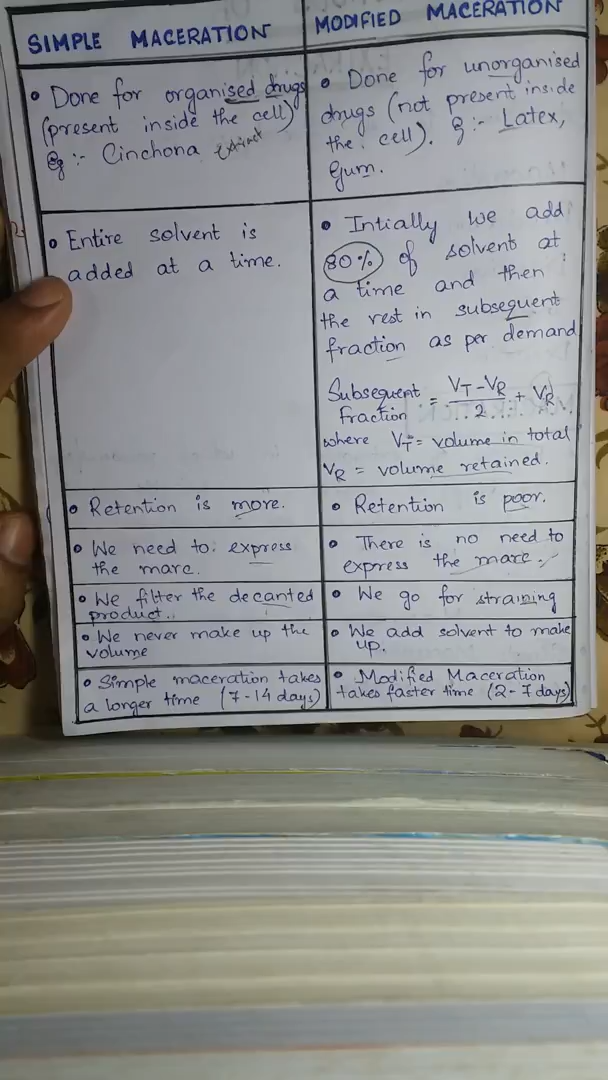 SIMPLE MACERATION
MODIFIED MACERATION
• Done for organised drugs
(present inside the cell)
Eg :- Cinchona extract
• Done for unorganised
drugs (not present inside
the cell). Eg :- Latex,
Gum.
• Entire solvent is
added at a time.
• Intially we add
80% of solvent at
a time and then
the rest in subsequent
fraction as per demand
Subsequent fraction = VT - VR / 2 + VR
where VT = volume in total
VR = volume retained.
• Retention is more.
• Retention is poor.
• We need to express
the marc.
• There is no need to
express the marc.
• We filter the decanted
product.
• We go for straining
• We never make up the
volume
• We add solvent to make
up.
• Simple maceration takes
a longer time (7-14 days)
• Modified Maceration
takes faster time (2-7 days)